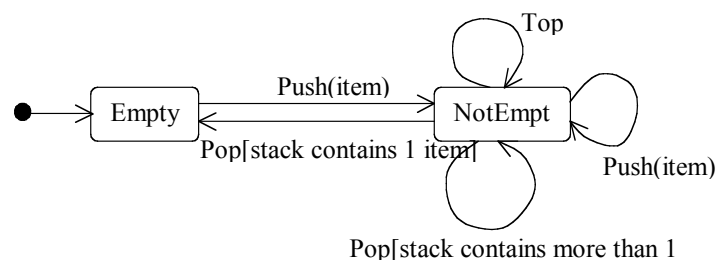 Top
Push(item)
Empty
NotEmpt
Pop[stack contains 1 item]
Push(item)
Pop[stack contains more than 1